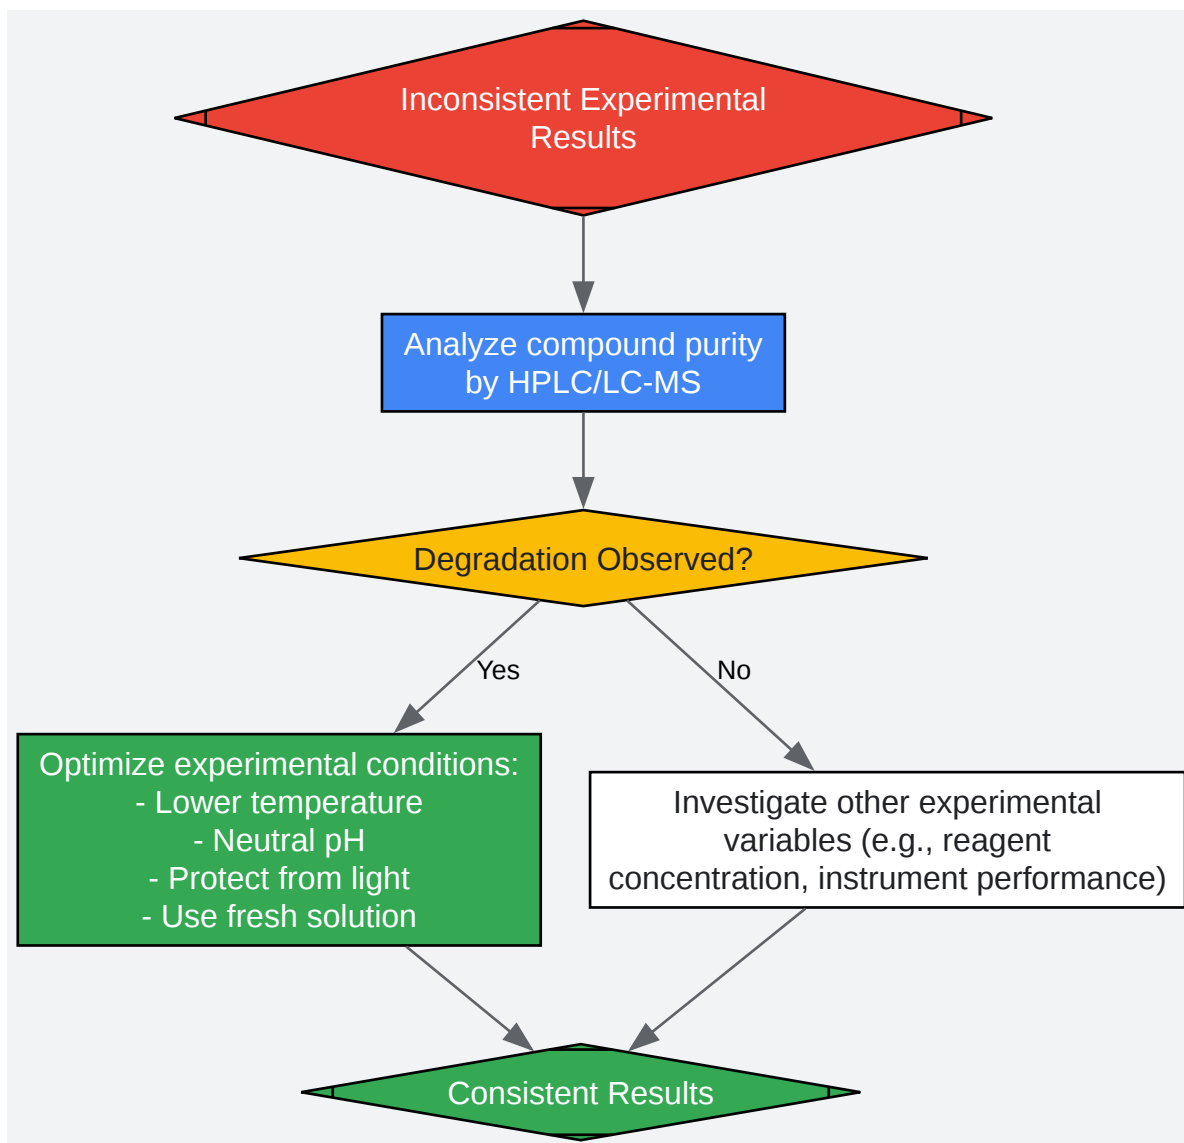 Inconsistent Experimental
Results
Analyze compound purity
by HPLC/LC-MS
Degradation Observed?
Yes
No
Optimize experimental conditions:
- Lower temperature
- Neutral pH
- Protect from light
- Use fresh solution
Investigate other experimental
variables (e.g., reagent
concentration, instrument performance)
Consistent Results